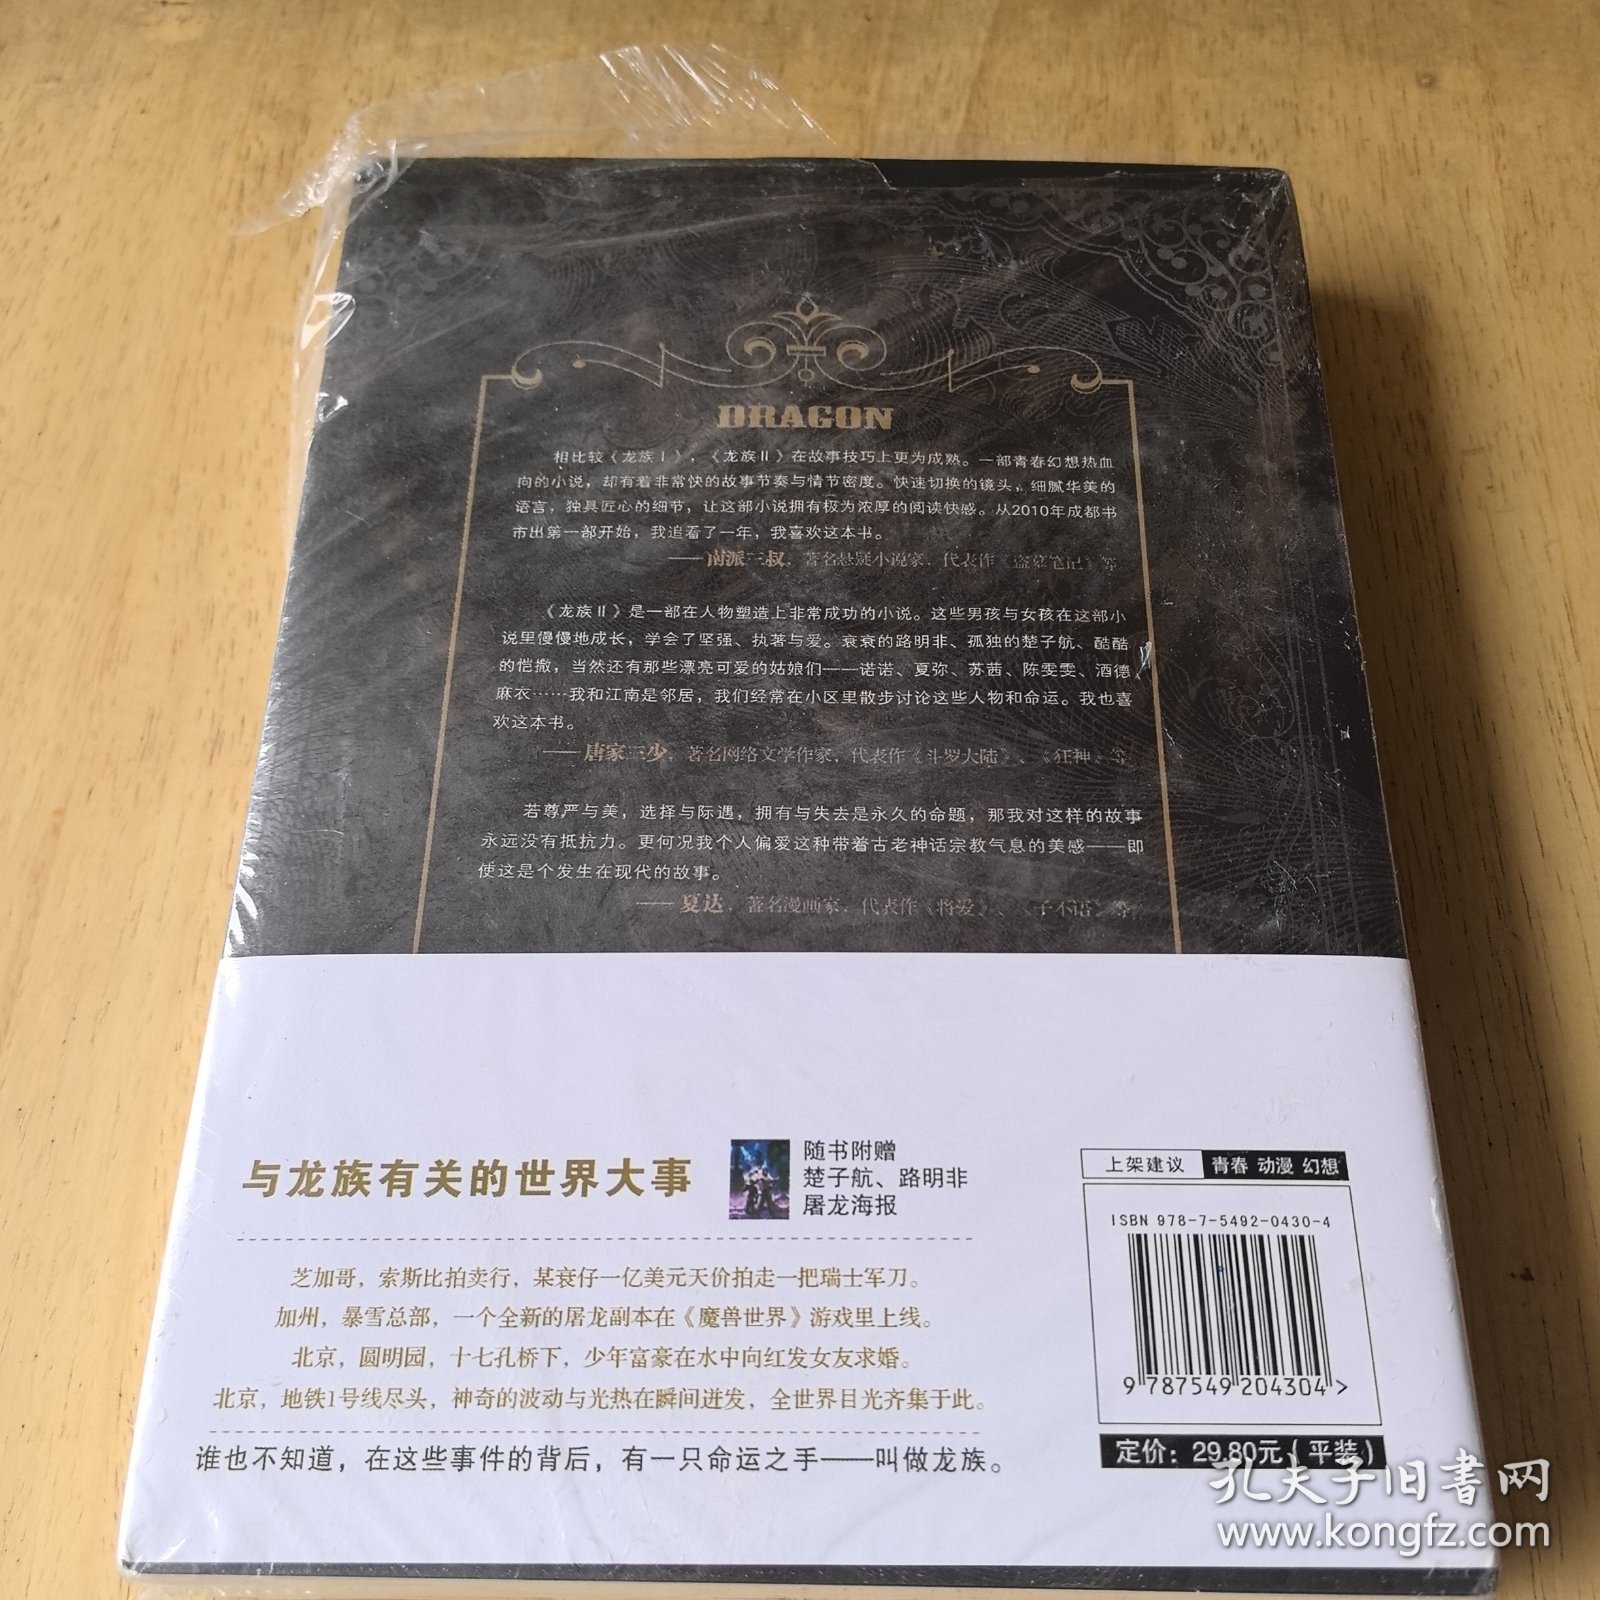 DRAGON
相比较《龙族Ⅰ》,《龙族Ⅱ》在故事技巧上更为成熟。一部青春幻想热血
向的小说,却有着非常快的故事节奏与情节密度。快速切换的镜头,细腻华美的
语言,独具匠心的细节,让这部小说拥有极为浓厚的阅读快感。从2010年成都书
市出第一部开始,我追看了一年,我喜欢这本书。
——南派三叔,著名悬疑小说家,代表作《盗墓笔记》等
《龙族Ⅱ》是一部在人物塑造上非常成功的小说。这些男孩与女孩在这部小
说里慢慢地成长,学会了坚强、执著与爱。衰衰的路明非、孤独的楚子航、酷酷
的恺撒,当然还有那些漂亮可爱的姑娘们——诺诺、夏弥、苏茜、陈雯雯、酒德
麻衣……我和江南是邻居,我们经常在小区里散步讨论这些人物和命运。我也喜
欢这本书。
——唐家三少,著名网络文学作家,代表作《斗罗大陆》、《狂神》等
若尊严与美,选择与际遇,拥有与失去是永久的命题,那我对这样的故事
永远没有抵抗力。更何况我个人偏爱这种带着古老神话宗教气息的美感——即
使这是个发生在现代的故事。
——夏达,著名漫画家,代表作《将爱》、《子不语》等
与龙族有关的世界大事
随书附赠
楚子航、路明非
屠龙海报
芝加哥,索斯比拍卖行,某衰仔一亿美元天价拍走一把瑞士军刀。
加州,暴雪总部,一个全新的屠龙副本在《魔兽世界》游戏里上线。
北京,圆明园,十七孔桥下,少年富豪在水中向红发女友求婚。
北京,地铁1号线尽头,神奇的波动与光热在瞬间迸发,全世界目光齐集于此。
谁也不知道,在这些事件的背后,有一只命运之手——叫做龙族。
上架建议 青春 动漫 幻想
ISBN 978-7-5492-0430-4
9 787549 204304 >
定价:29.80元(平装)
孔夫子旧书网
www.kongfz.com